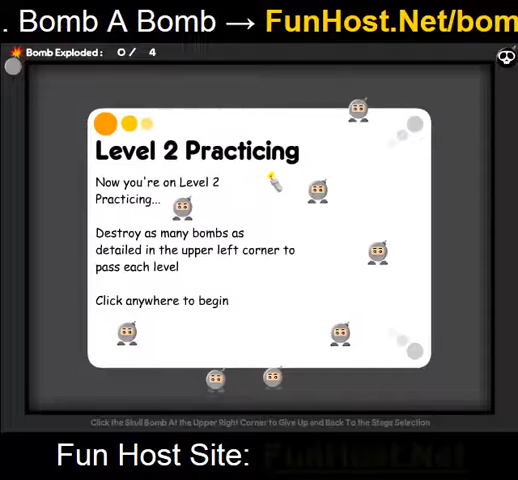 . Bomb A Bomb → FunHost.Net/bom
Bomb Exploded: 0 / 4
Level 2 Practicing
Now you're on Level 2
Practicing...
Destroy as many bombs as
detailed in the upper left corner to
pass each level
Click anywhere to begin
Click the Skull Bomb At the Upper Right Corner to Give Up and Back To the Stage Selection
Fun Host Site: FunHost.Net